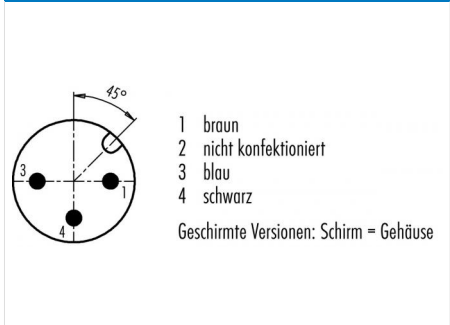 45°
1 braun
2 nicht konfektioniert
3 blau
4 schwarz
3
1
4
Geschirmte Versionen: Schirm = Gehäuse